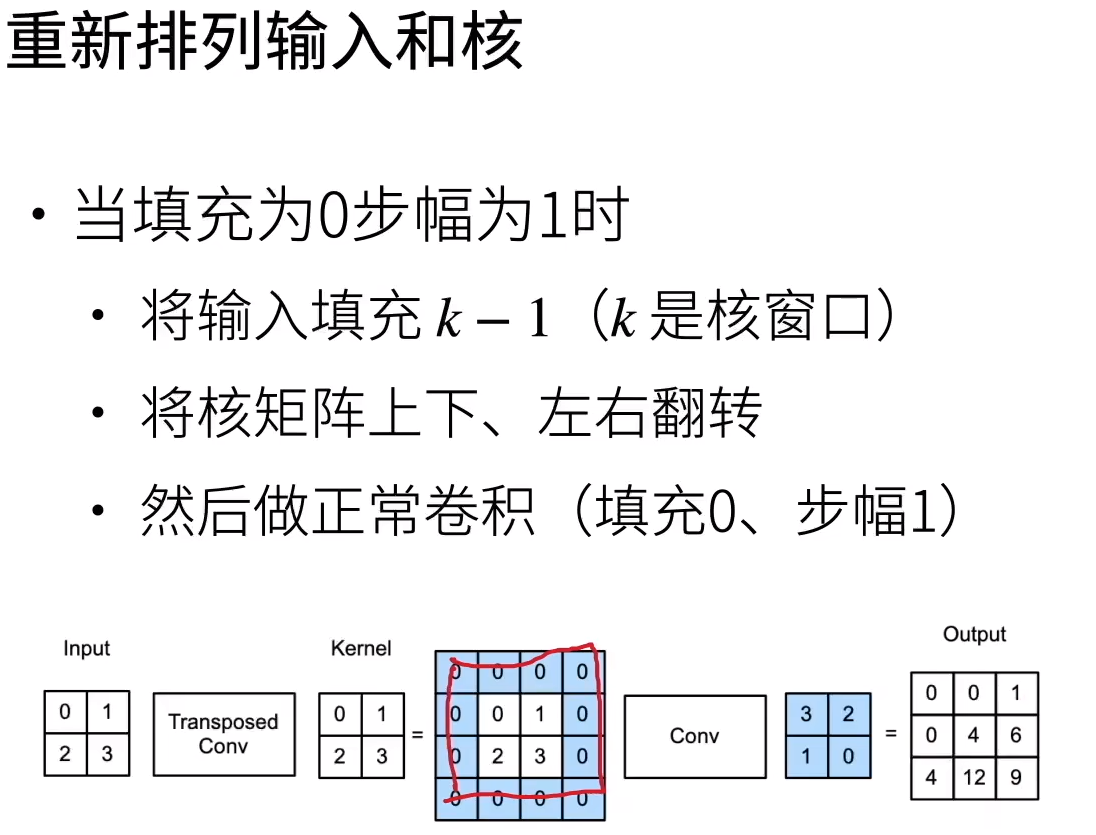 重新排列输入和核
• 当填充为0步幅为1时
• 将输入填充 k − 1（k 是核窗口）
• 将核矩阵上下、左右翻转
• 然后做正常卷积（填充0、步幅1）
Input Kernel Output
0 1 Transposed Conv 0 1 = 0 0 0 0 Conv 3 2 = 0 0 1
2 3 2 3 0 0 1 0 1 0 0 4 6
0 2 3 0 4 12 9
0 0 0 0